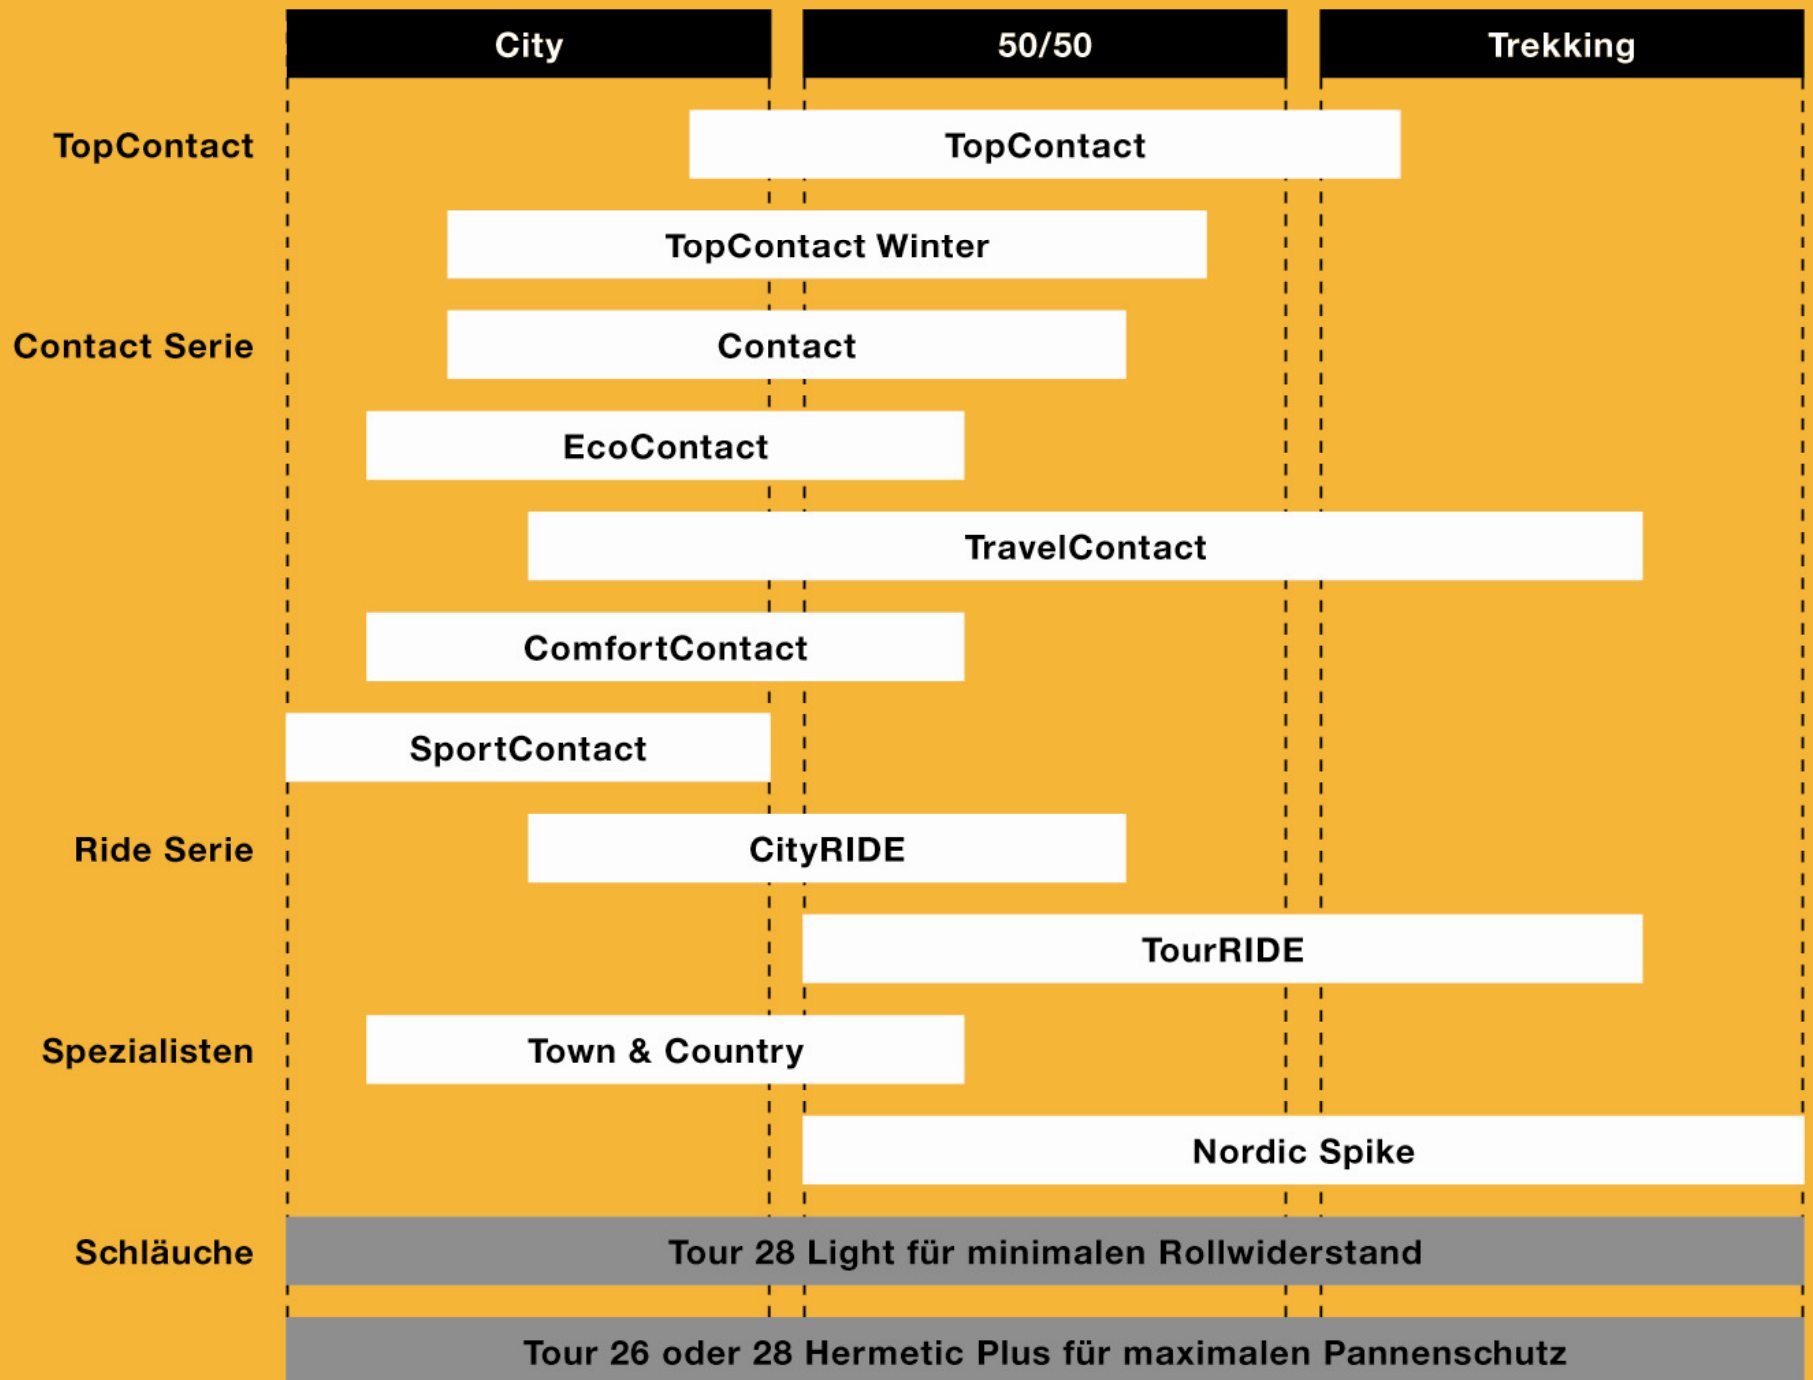 City 50/50 Trekking
TopContact TopContact
TopContact Winter
Contact Serie Contact
EcoContact
TravelContact
ComfortContact
SportContact
Ride Serie CityRIDE
TourRIDE
Spezialisten Town & Country
Nordic Spike
Schläuche Tour 28 Light für minimalen Rollwiderstand
Tour 26 oder 28 Hermetic Plus für maximalen Pannenschutz